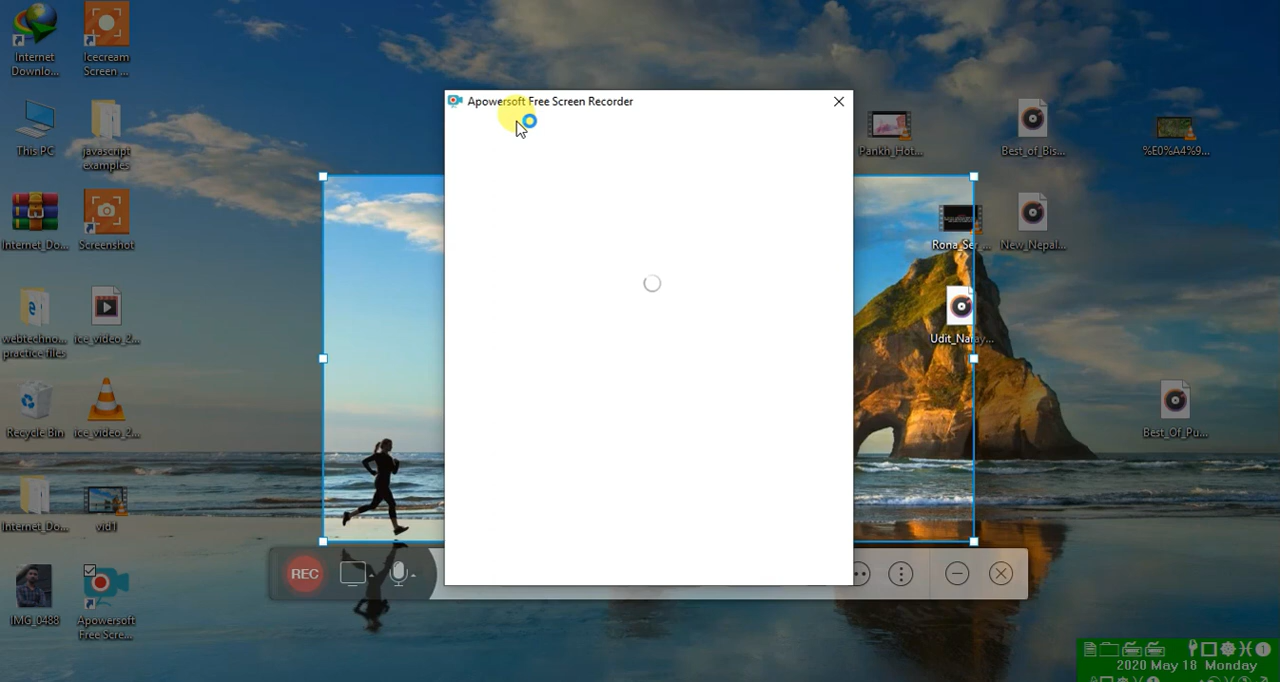 Internet
Downlo...
Icecream
Screen ...
Apowersoft Free Screen Recorder
This PC
javascript
examples
Pankh_Hot...
Best_of_Bis...
%E0%A4%9...
Internet_Do...
Screenshot
Rona_Ser_...
New_Nepal...
webtechno...
practice files
ice_video_2...
Udit_Naray...
Recycle Bin
ice_video_2...
Best_Of_Pu...
Internet_Do...
vid1
REC
IMG_0488
Apowersoft
Free Scre...
2020 May 18 Monday